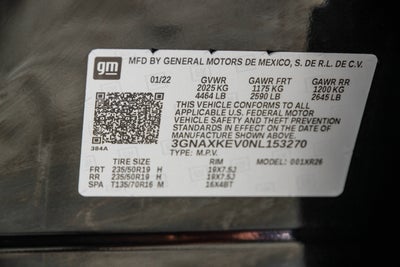 gm
MFD BY GENERAL MOTORS DE MEXICO, S. DE R.L. DE C.V.
01/22 GVWR GAWR FRT GAWR RR
2025 KG 1175 KG 1200 KG
4464 LB 2590 LB 2645 LB
THIS VEHICLE CONFORMS TO ALL
APPLICABLE U.S. FEDERAL MOTOR
VEHICLE SAFETY AND THEFT PREVENTION
STANDARDS IN EFFECT ON THE DATE OF
MANUFACTURE SHOWN ABOVE.
384A 3GNAXKEV0NL153270
TYPE: M.P.V. MODEL: 001XR26
TIRE SIZE RIM
FRT 235/50R19 H 19X7.5J
RR 235/50R19 H 19X7.5J
SPA T135/70R16 M 16X4BT